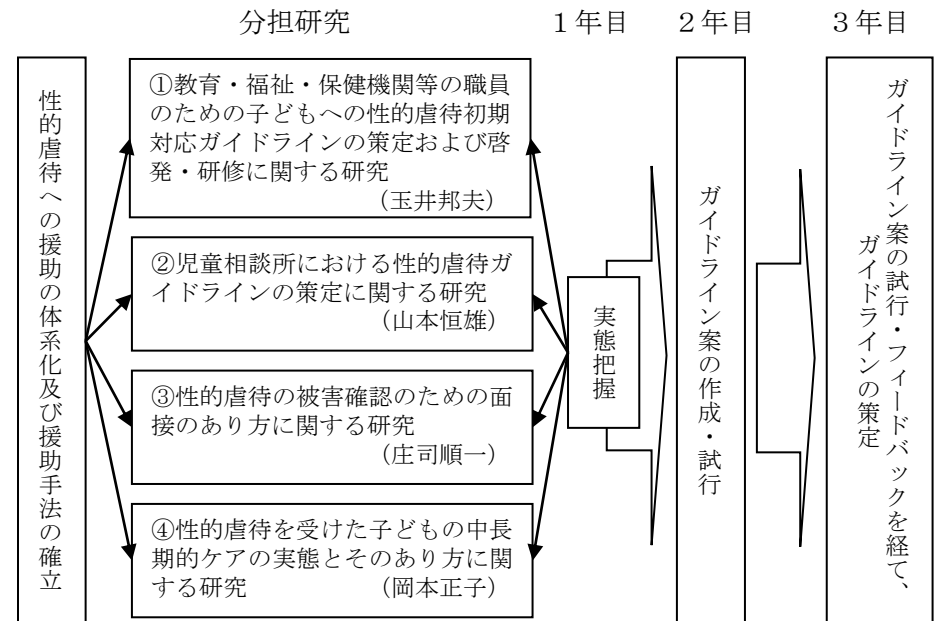 分担研究
１年目
２年目
３年目
性的虐待への援助の体系化及び援助手法の確立
①教育・福祉・保健機関等の職員
のための子どもへの性的虐待初期
対応ガイドラインの策定および啓
発・研修に関する研究
（玉井邦夫）
②児童相談所における性的虐待ガ
イドラインの策定に関する研究
（山本恒雄）
③性的虐待の被害確認のための面
接のあり方に関する研究
（庄司順一）
④性的虐待を受けた子どもの中長
期的ケアの実態とそのあり方に関
する研究　　　　　（岡本正子）
実態把握
ガイドライン案の作成・試行
ガイドライン案の試行・フィードバックを経て、
ガイドラインの策定